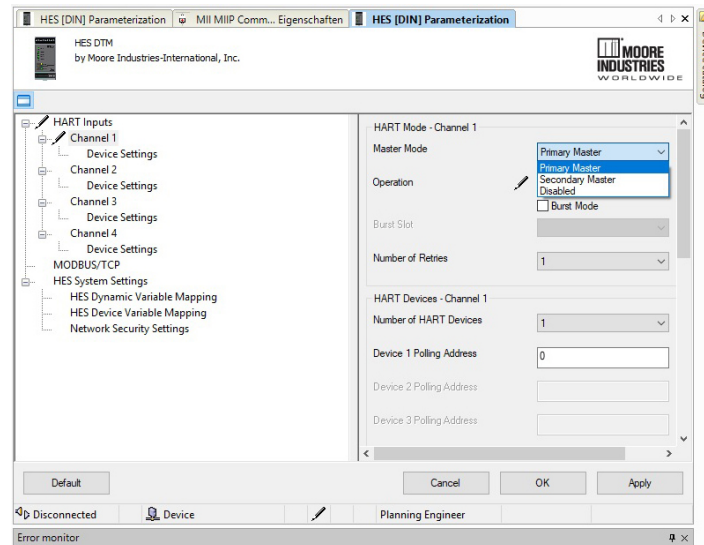 HES [DIN] Parameterization
MII MIIP Comm... Eigenschaften
HES [DIN] Parameterization
HES DTM
by Moore Industries-International, Inc.
MOORE
INDUSTRIES
WORLDWIDE
HART Inputs
Channel 1
Device Settings
Channel 2
Device Settings
Channel 3
Device Settings
Channel 4
Device Settings
MODBUS/TCP
HES System Settings
HES Dynamic Variable Mapping
HES Device Variable Mapping
Network Security Settings
HART Mode - Channel 1
Master Mode
Primary Master
Primary Master
Secondary Master
Disabled
Operation
Burst Mode
Burst Slot
Number of Retries
1
HART Devices - Channel 1
Number of HART Devices
1
Device 1 Polling Address
0
Device 2 Polling Address
Device 3 Polling Address
Default
Cancel
OK
Apply
Disconnected
Device
Planning Engineer
Error monitor